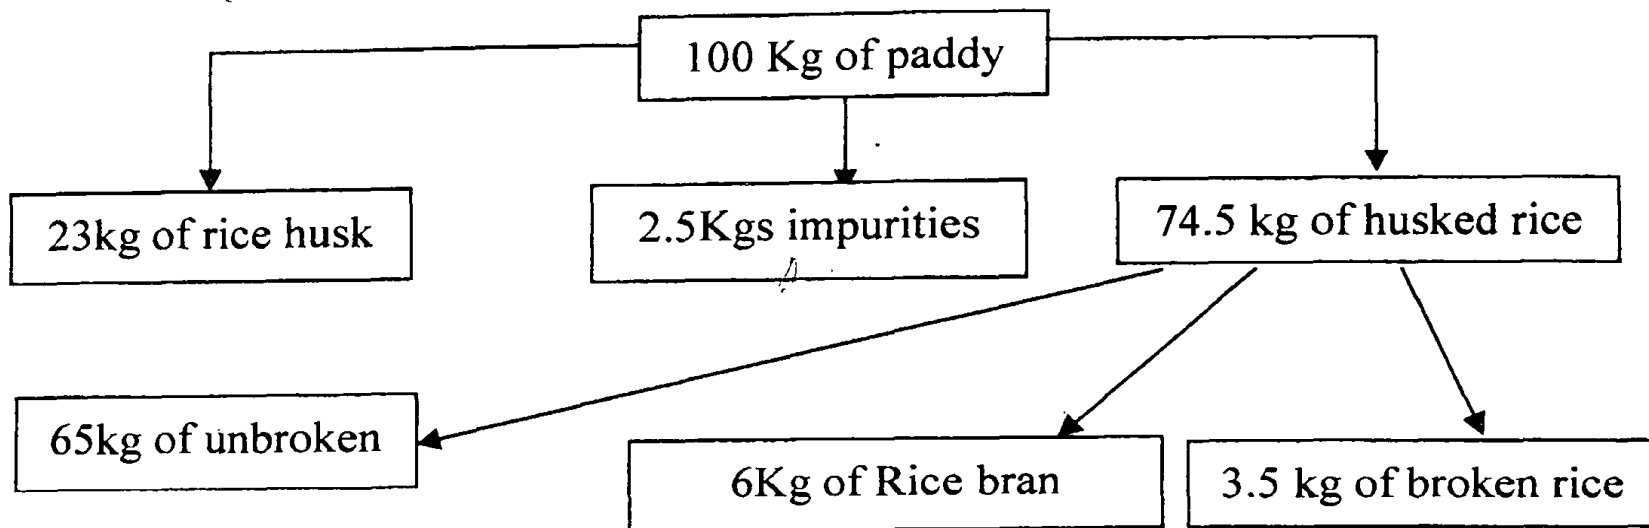 100 Kg of paddy
23kg of rice husk
2.5Kgs impurities
74.5 kg of husked rice
65kg of unbroken
6Kg of Rice bran
3.5 kg of broken rice